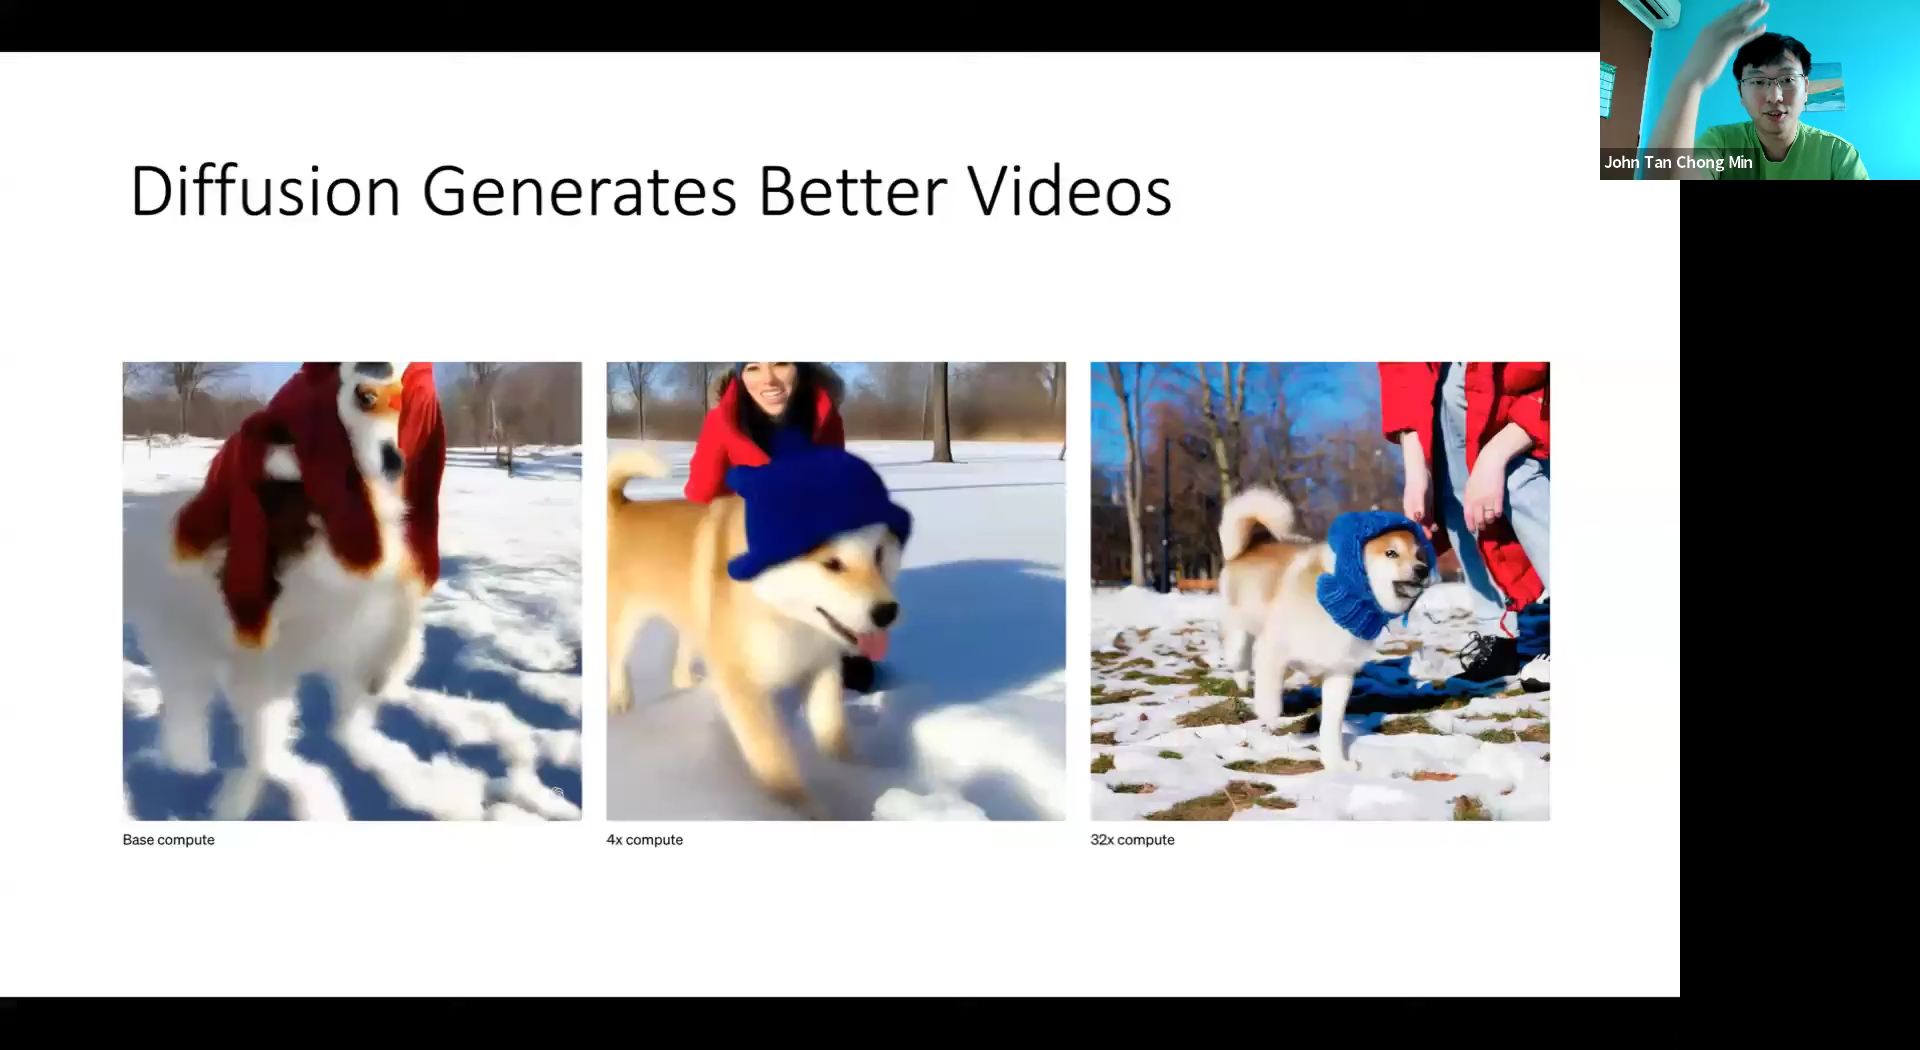 John Tan Chong Min
Diffusion Generates Better Videos
Base compute
4x compute
32x compute